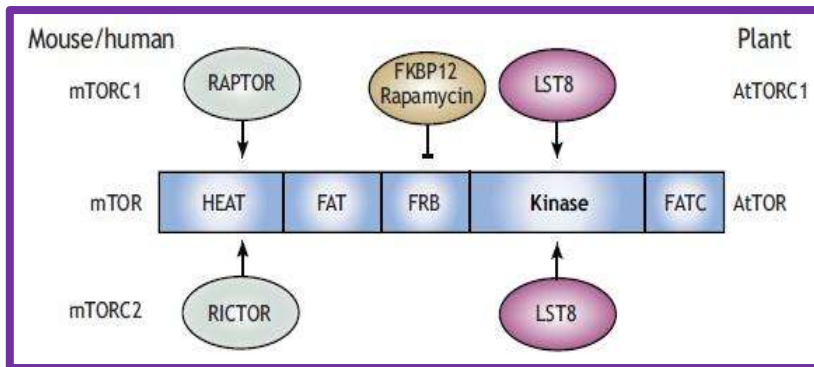 Mouse/human
Plant
mTORC1
RAPTOR
FKBP12
Rapamycin
LST8
AtTORC1
mTOR
HEAT
FAT
FRB
Kinase
FATC
AtTOR
mTORC2
RICTOR
LST8